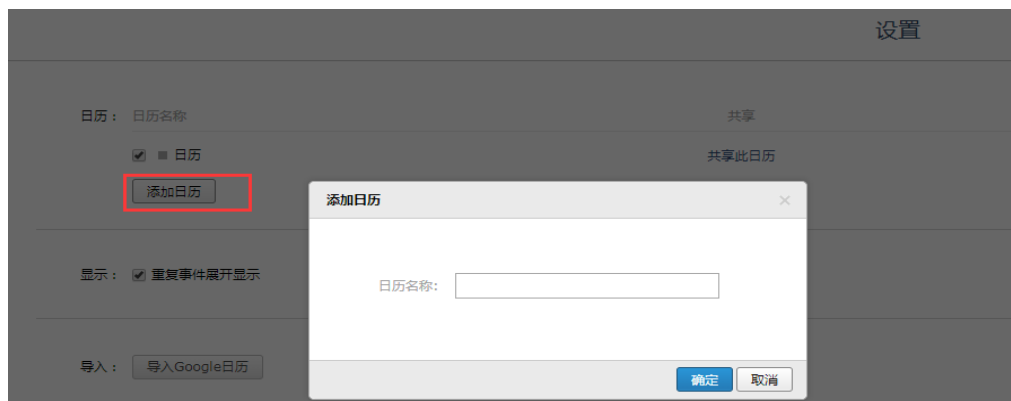 设置
日历： 日历名称 共享
日历 共享此日历
添加日历
添加日历
日历名称:
显示： 重复事件展开显示
导入： 导入Google日历
确定 取消